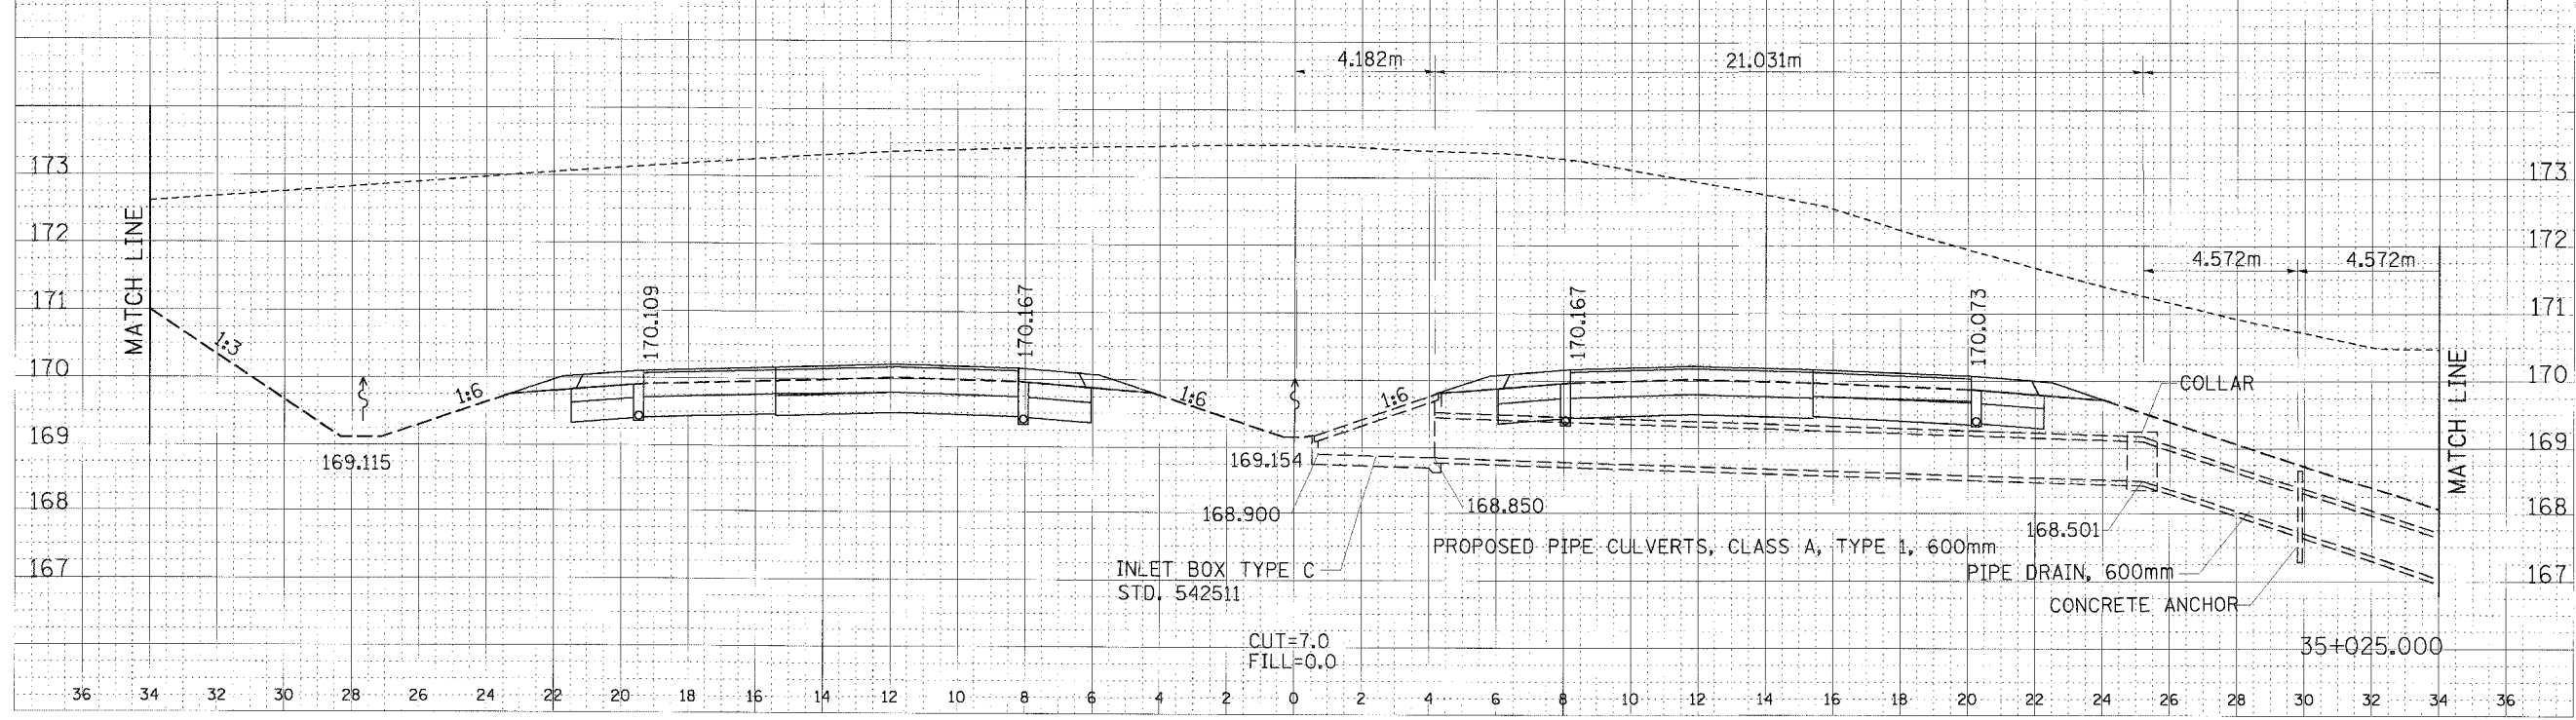 4.182m 21.031m
173 173
172 172
4.572m 4.572m
MATCH LINE
171 171
170.109 170.167 170.167 170.073
1:3
170 170
COLLAR
1:6 1:6 1:6
MATCH LINE
169 169
169.115 169.154
168 168
168.900 168.850 168.501
PROPOSED PIPE CULVERTS, CLASS A, TYPE 1, 600mm
INLET BOX TYPE C
STD. 542511
PIPE DRAIN, 600mm
167 167
CONCRETE ANCHOR
CUT=7.0
FILL=0.0
35+025.000
36 34 32 30 28 26 24 22 20 18 16 14 12 10 8 6 4 2 0 2 4 6 8 10 12 14 16 18 20 22 24 26 28 30 32 34 36